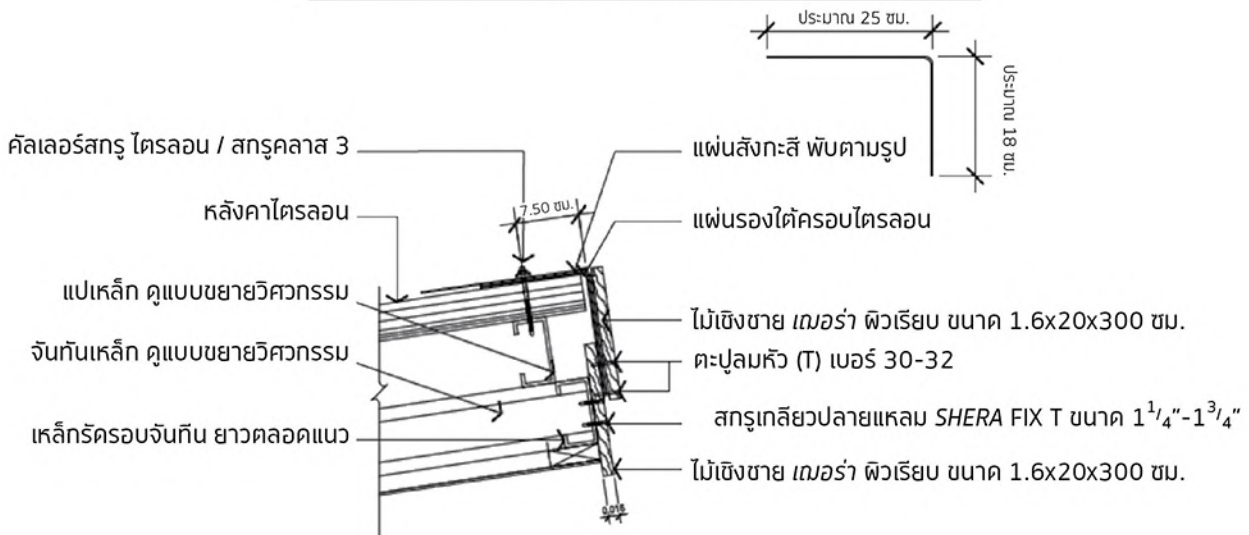 ประมาณ 25 ซม.
ประมาณ 18 ซม.
คัลเลอร์สกรู ไตรลอน / สกรูคลาส 3
แผ่นสังกะสี พับตามรูป
7.50 ซม.
หลังคาไตรลอน
แผ่นรองใต้ครอบไตรลอน
แปเหล็ก ดูแบบขยายวิศวกรรม
ไม้เชิงชาย เฌอร่า ผิวเรียบ ขนาด 1.6x20x300 ซม.
จันทันเหล็ก ดูแบบขยายวิศวกรรม
ตะปูลมหัว (T) เบอร์ 30-32
สกรูเกลียวปลายแหลม SHERA FIX T ขนาด 1 1/4"-1 3/4"
เหล็กรัดรอบจันทีน ยาวตลอดแนว
ไม้เชิงชาย เฌอร่า ผิวเรียบ ขนาด 1.6x20x300 ซม.
0.016